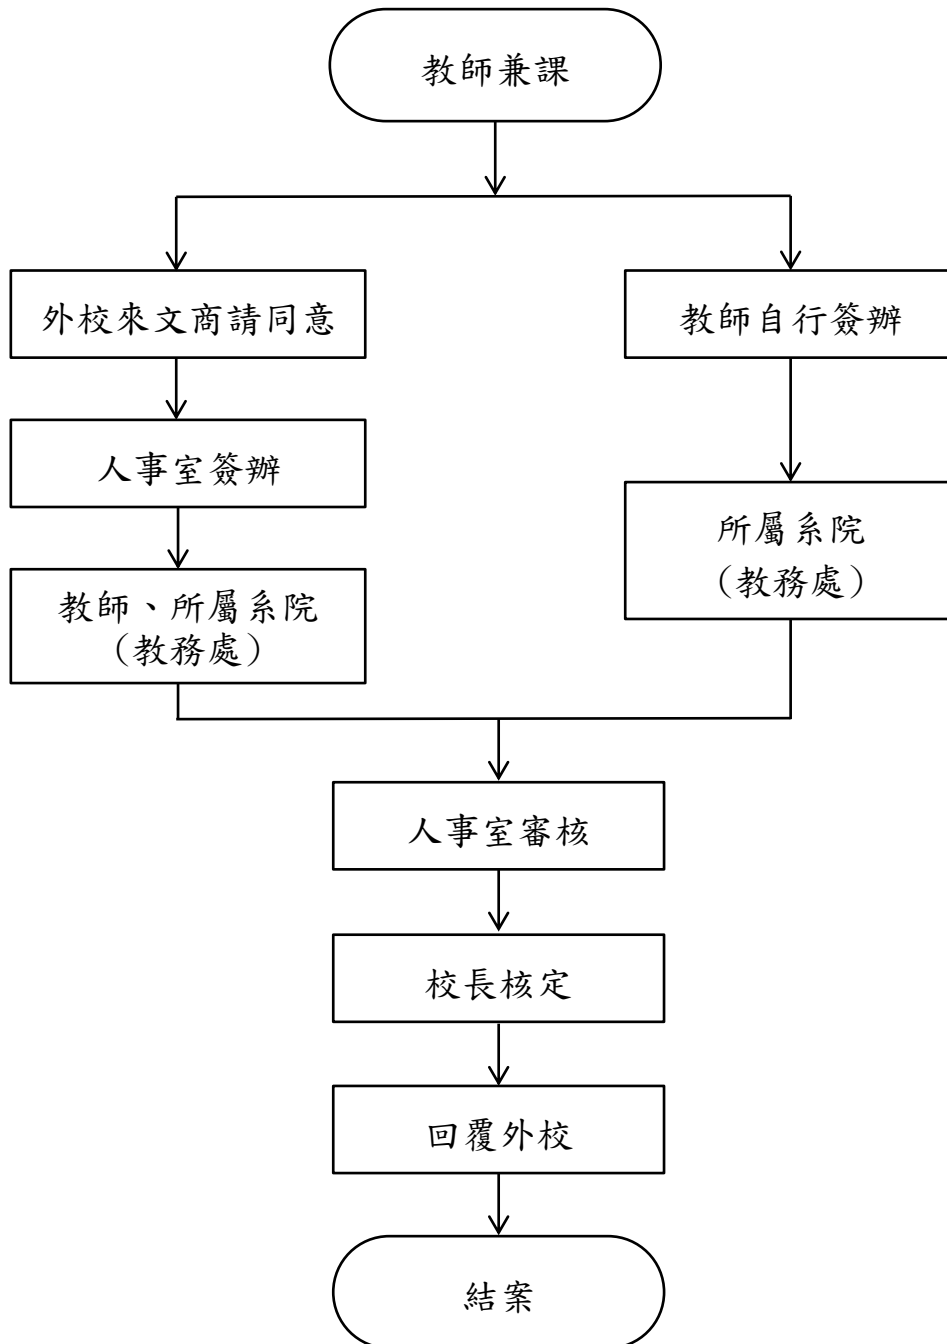 教師兼課
外校來文商請同意
教師自行簽辦
人事室簽辦
所屬系院
（教務處）
教師、所屬系院
（教務處）
人事室審核
校長核定
回覆外校
結案